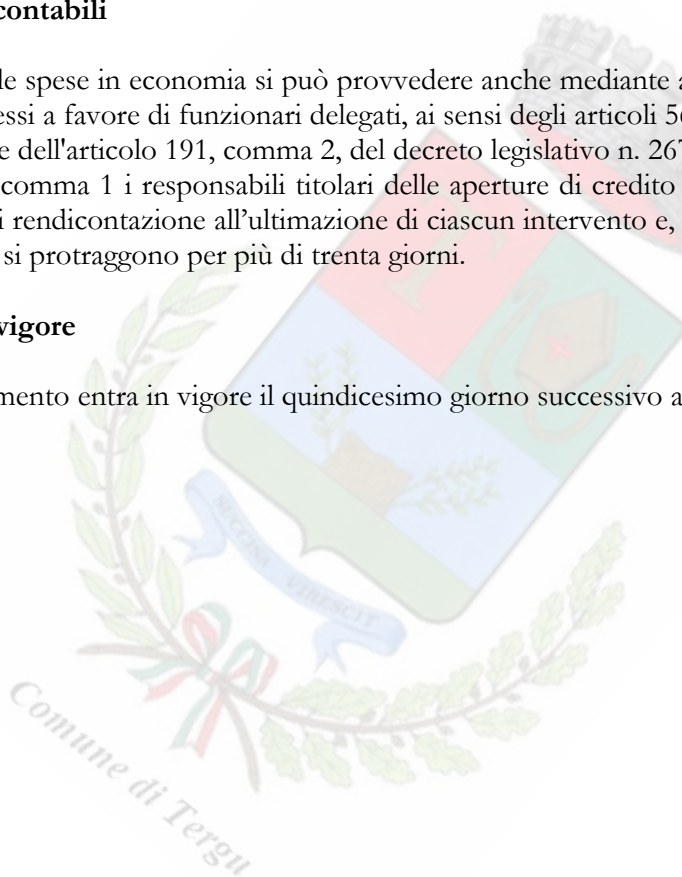 contabili
le spese in economia si può provvedere anche mediante a
essi a favore di funzionari delegati, ai sensi degli articoli 56
e dell'articolo 191, comma 2, del decreto legislativo n. 267
comma 1 i responsabili titolari delle aperture di credito
i rendicontazione all’ultimazione di ciascun intervento e,
si protraggono per più di trenta giorni.
vigore
mento entra in vigore il quindicesimo giorno successivo a
SUCCISA VIRESCIT
Comune di Tergu